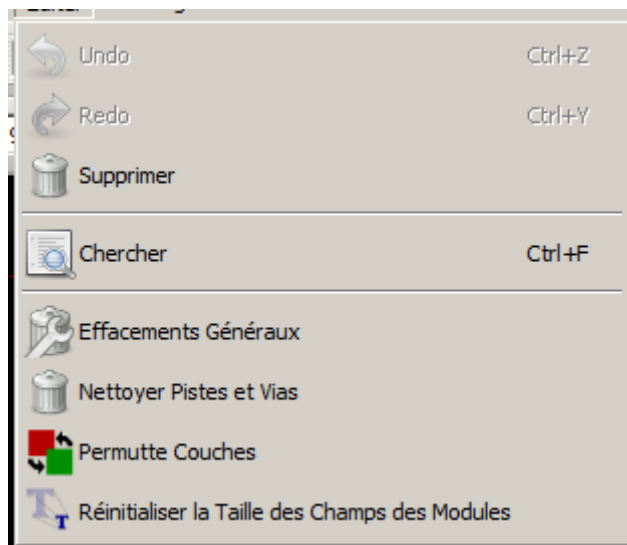 Undo Ctrl+Z
Redo Ctrl+Y
Supprimer
Chercher Ctrl+F
Effacements Généraux
Nettoyer Pistes et Vias
Permutte Couches
Réinitialiser la Taille des Champs des Modules